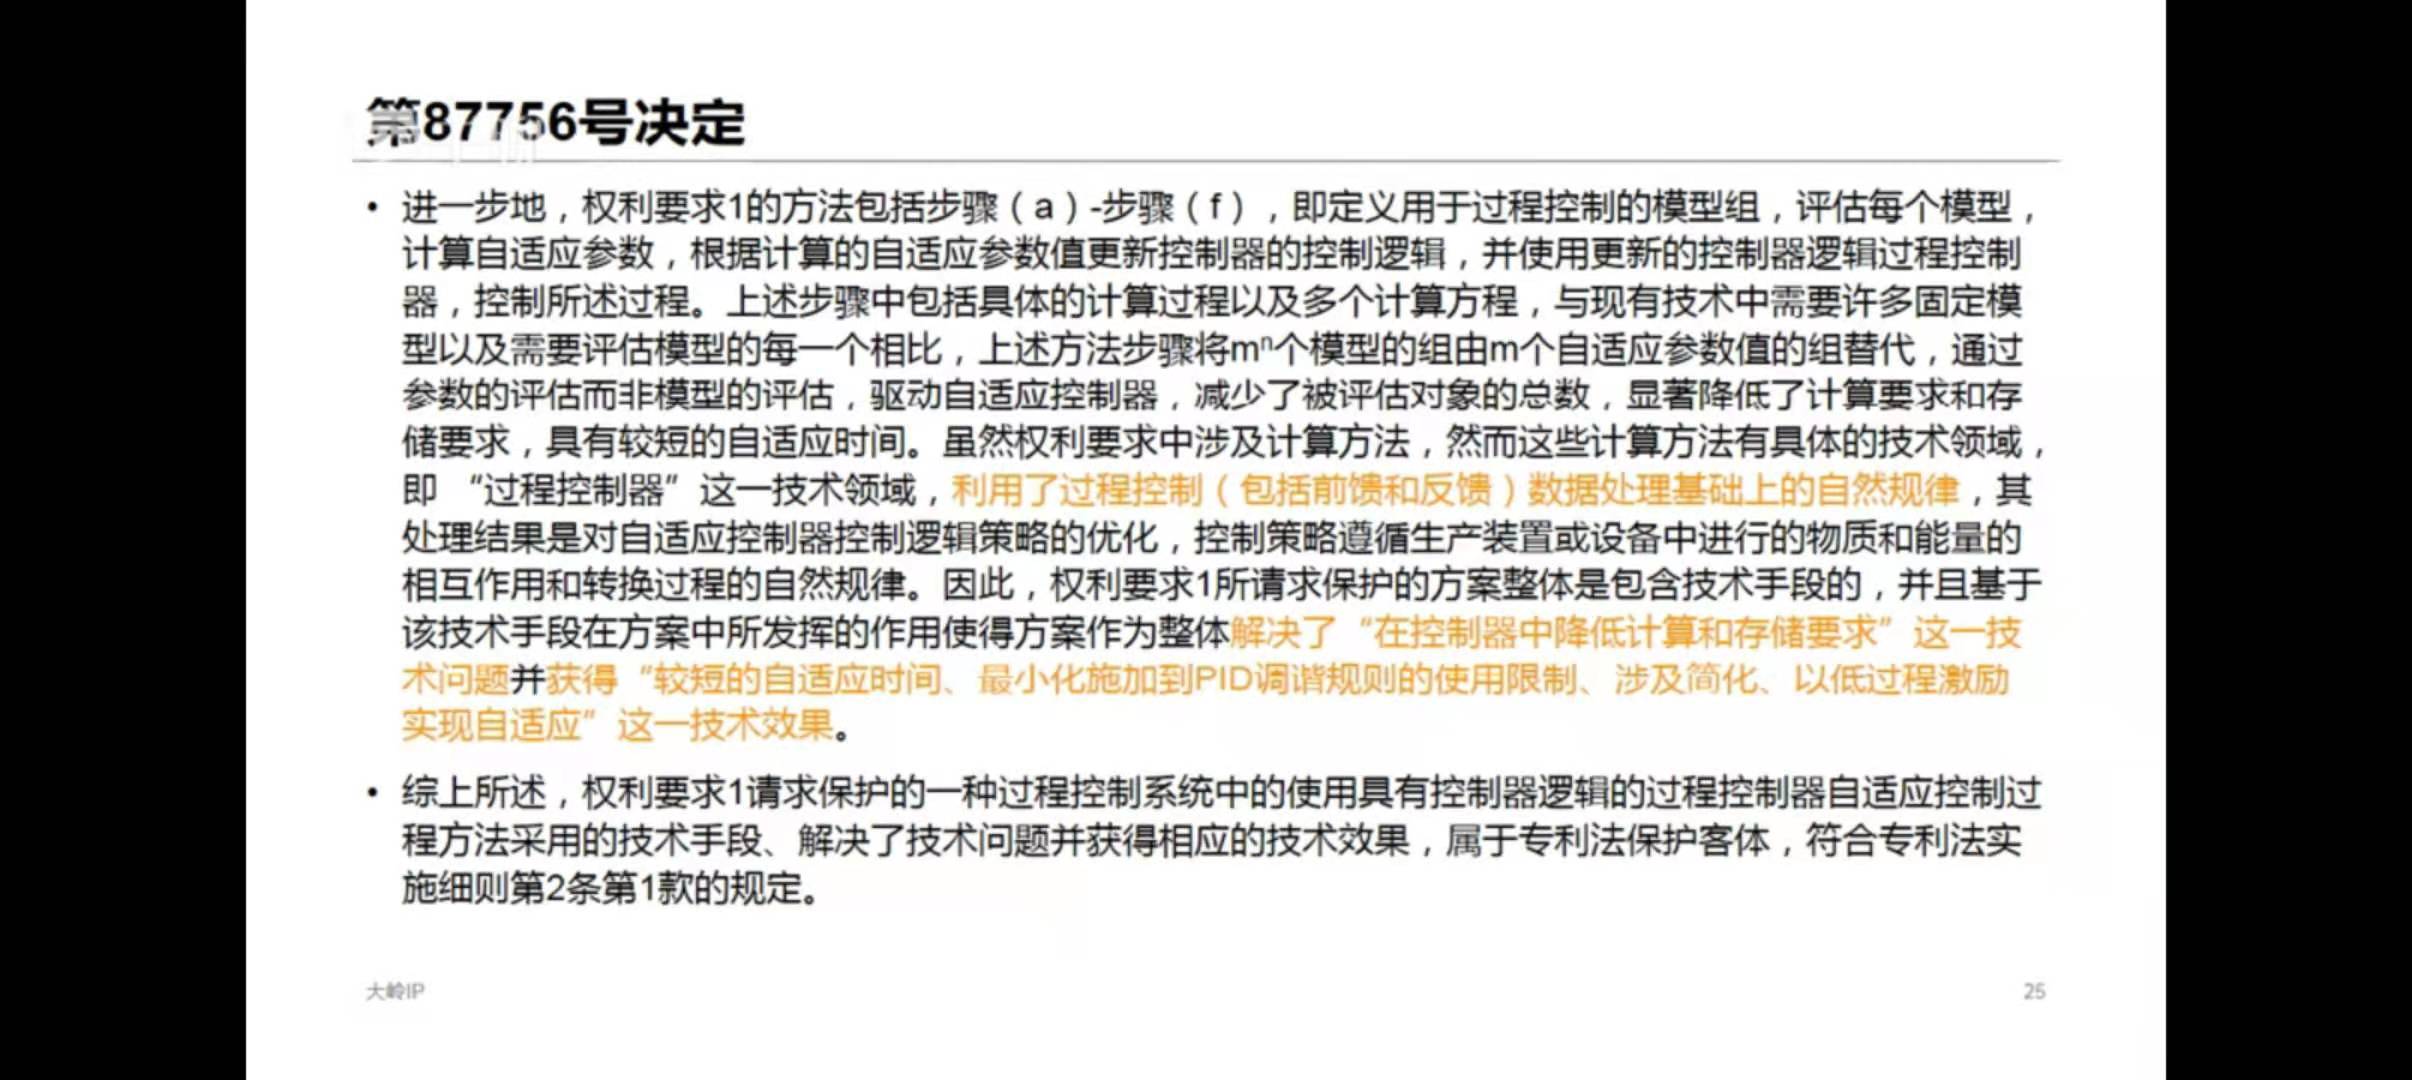 第87756号决定
• 进一步地，权利要求1的方法包括步骤（a）-步骤（f），即定义用于过程控制的模型组，评估每个模型，
计算自适应参数，根据计算的自适应参数值更新控制器的控制逻辑，并使用更新的控制器逻辑过程控制
器，控制所述过程。上述步骤中包括具体的计算过程以及多个计算方程，与现有技术中需要许多固定模
型以及需要评估模型的每一个相比，上述方法步骤将mⁿ个模型的组由m个自适应参数值的组替代，通过
参数的评估而非模型的评估，驱动自适应控制器，减少了被评估对象的总数，显著降低了计算要求和存
储要求，具有较短的自适应时间。虽然权利要求中涉及计算方法，然而这些计算方法有具体的技术领域，
即 “过程控制器” 这一技术领域，利用了过程控制（包括前馈和反馈）数据处理基础上的自然规律，其
处理结果是对自适应控制器控制逻辑策略的优化，控制策略遵循生产装置或设备中进行的物质和能量的
相互作用和转换过程的自然规律。因此，权利要求1所请求保护的方案整体是包含技术手段的，并且基于
该技术手段在方案中所发挥的作用使得方案作为整体解决了 “在控制器中降低计算和存储要求” 这一技
术问题并获得 “较短的自适应时间、最小化施加到PID调谐规则的使用限制、涉及简化、以低过程激励
实现自适应” 这一技术效果。
• 综上所述，权利要求1请求保护的一种过程控制系统中的使用具有控制器逻辑的过程控制器自适应控制过
程方法采用的技术手段、解决了技术问题并获得相应的技术效果，属于专利法保护客体，符合专利法实
施细则第2条第1款的规定。
大岭IP
25